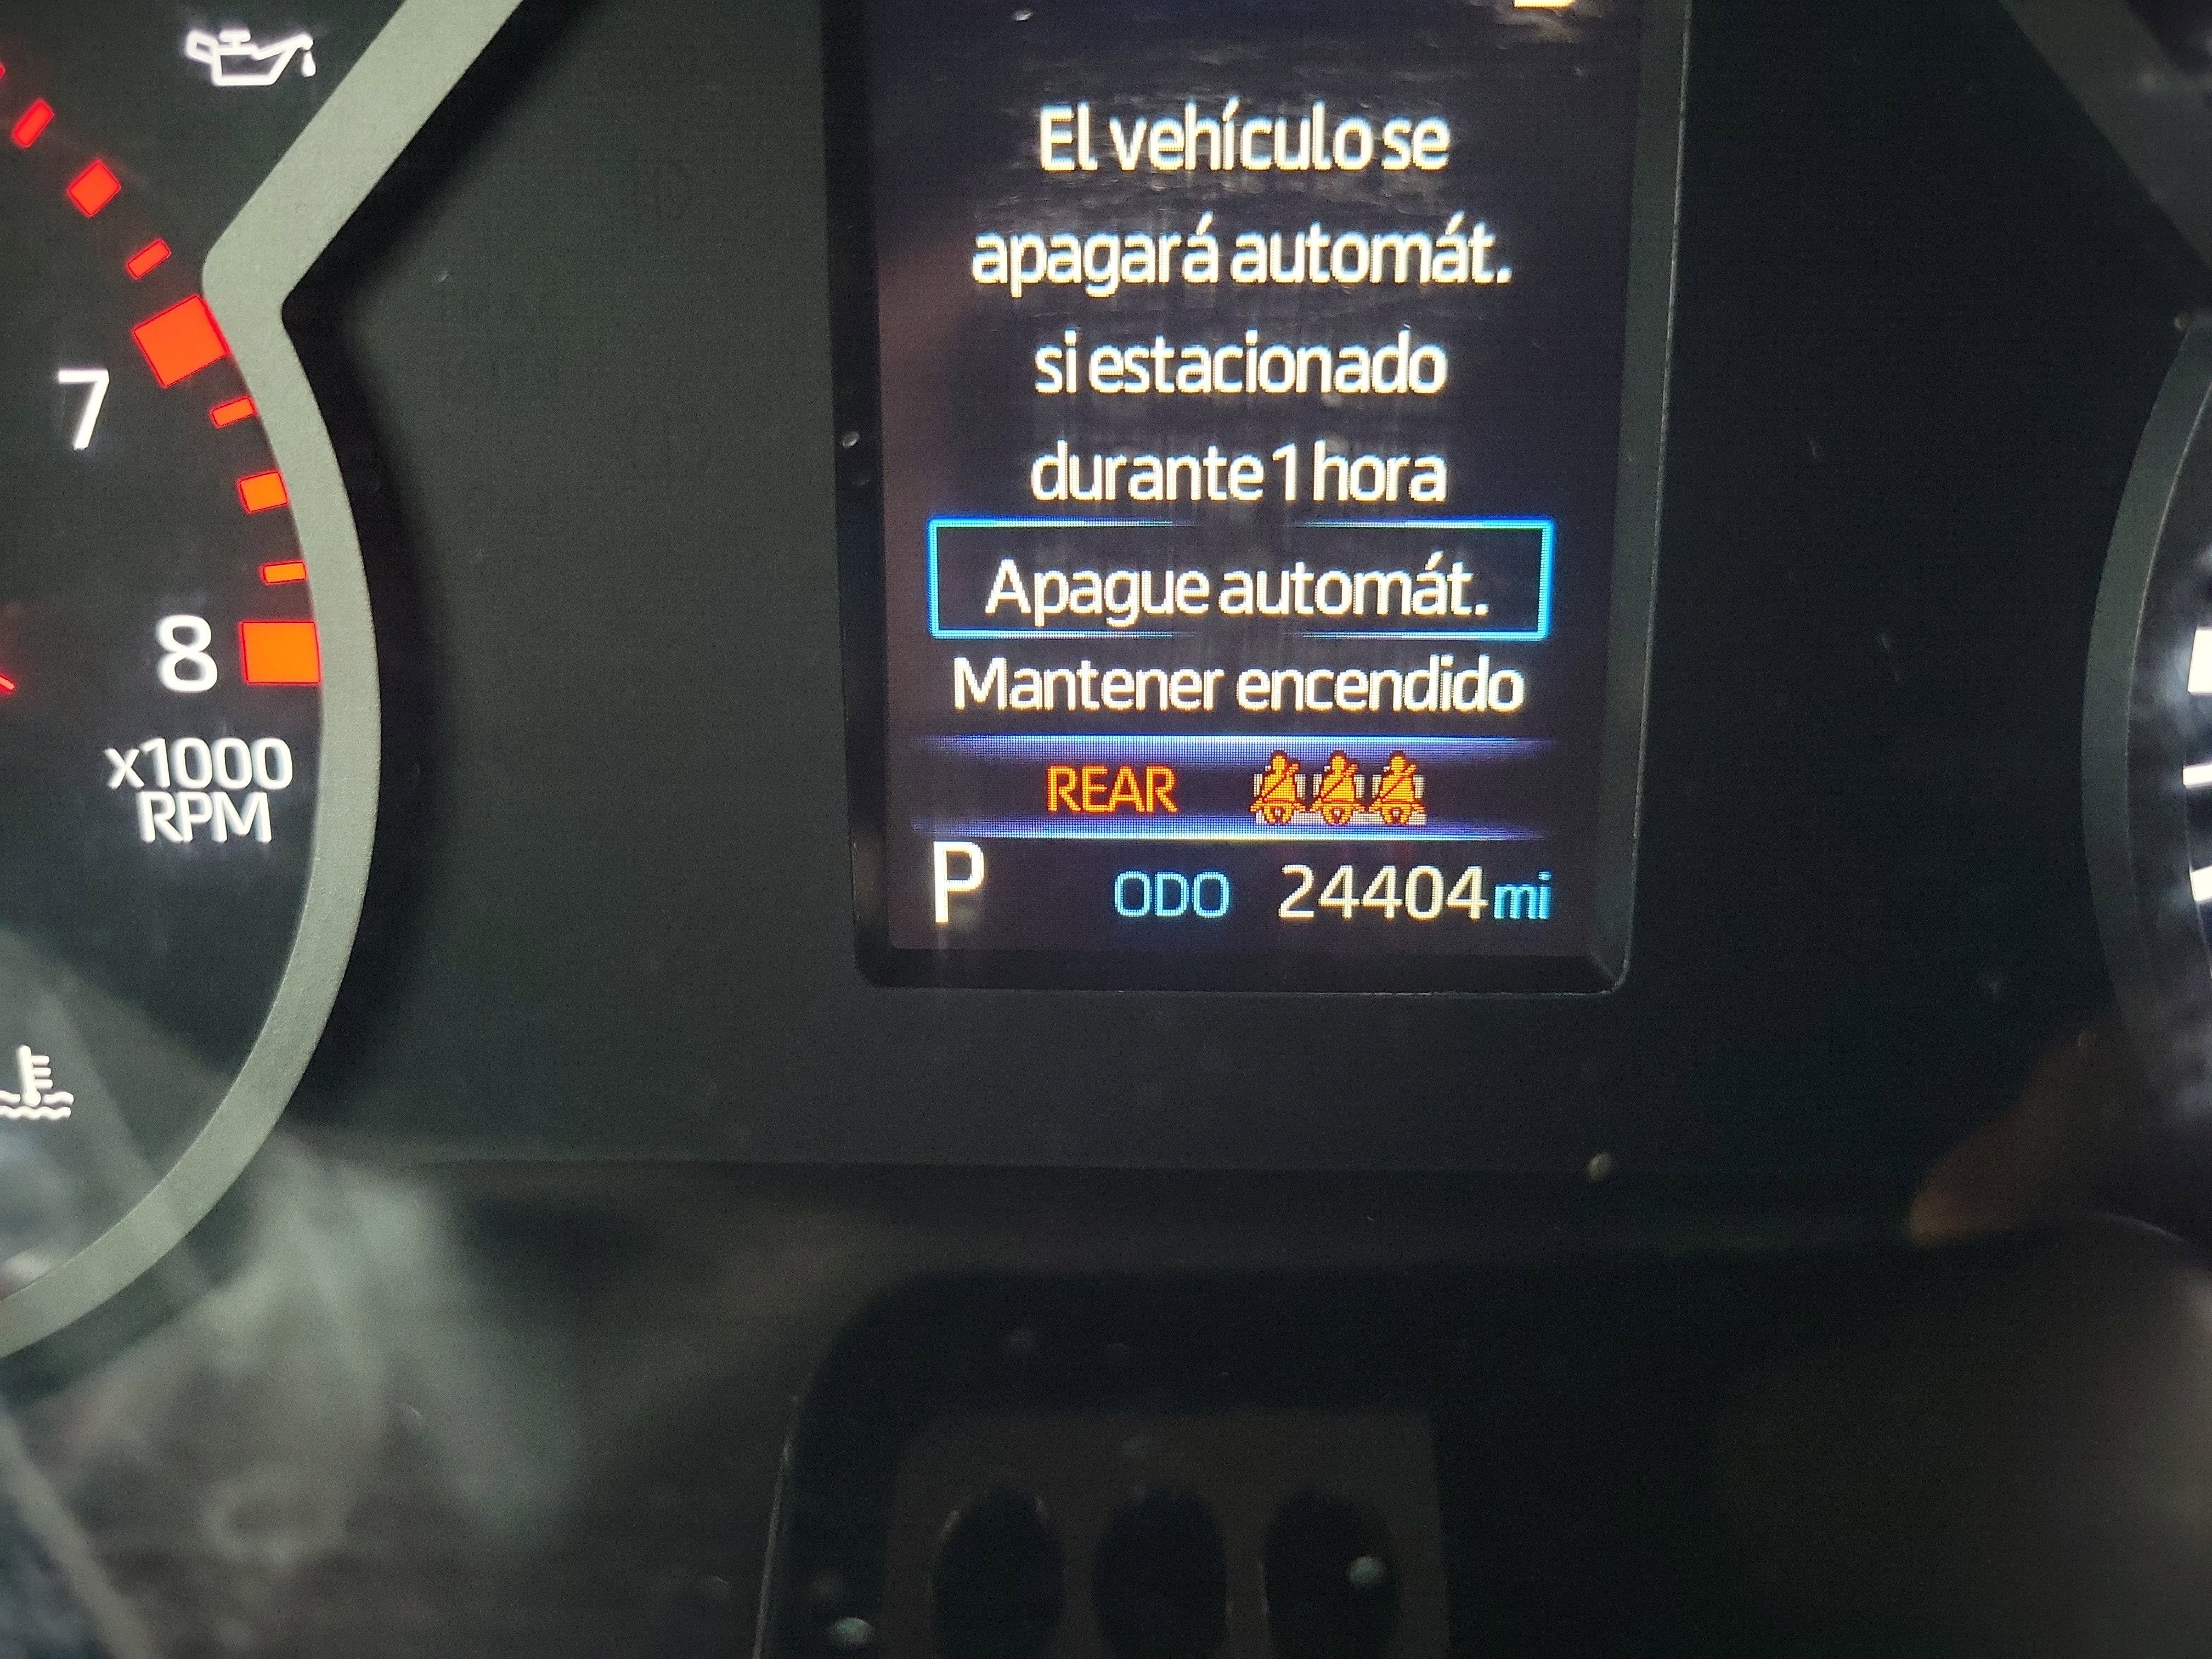 El vehículo se
apagará automát.
si estacionado
durante 1 hora
Apague automát.
Mantener encendido
REAR
P ODO 24404 mi
7
8
x1000
RPM